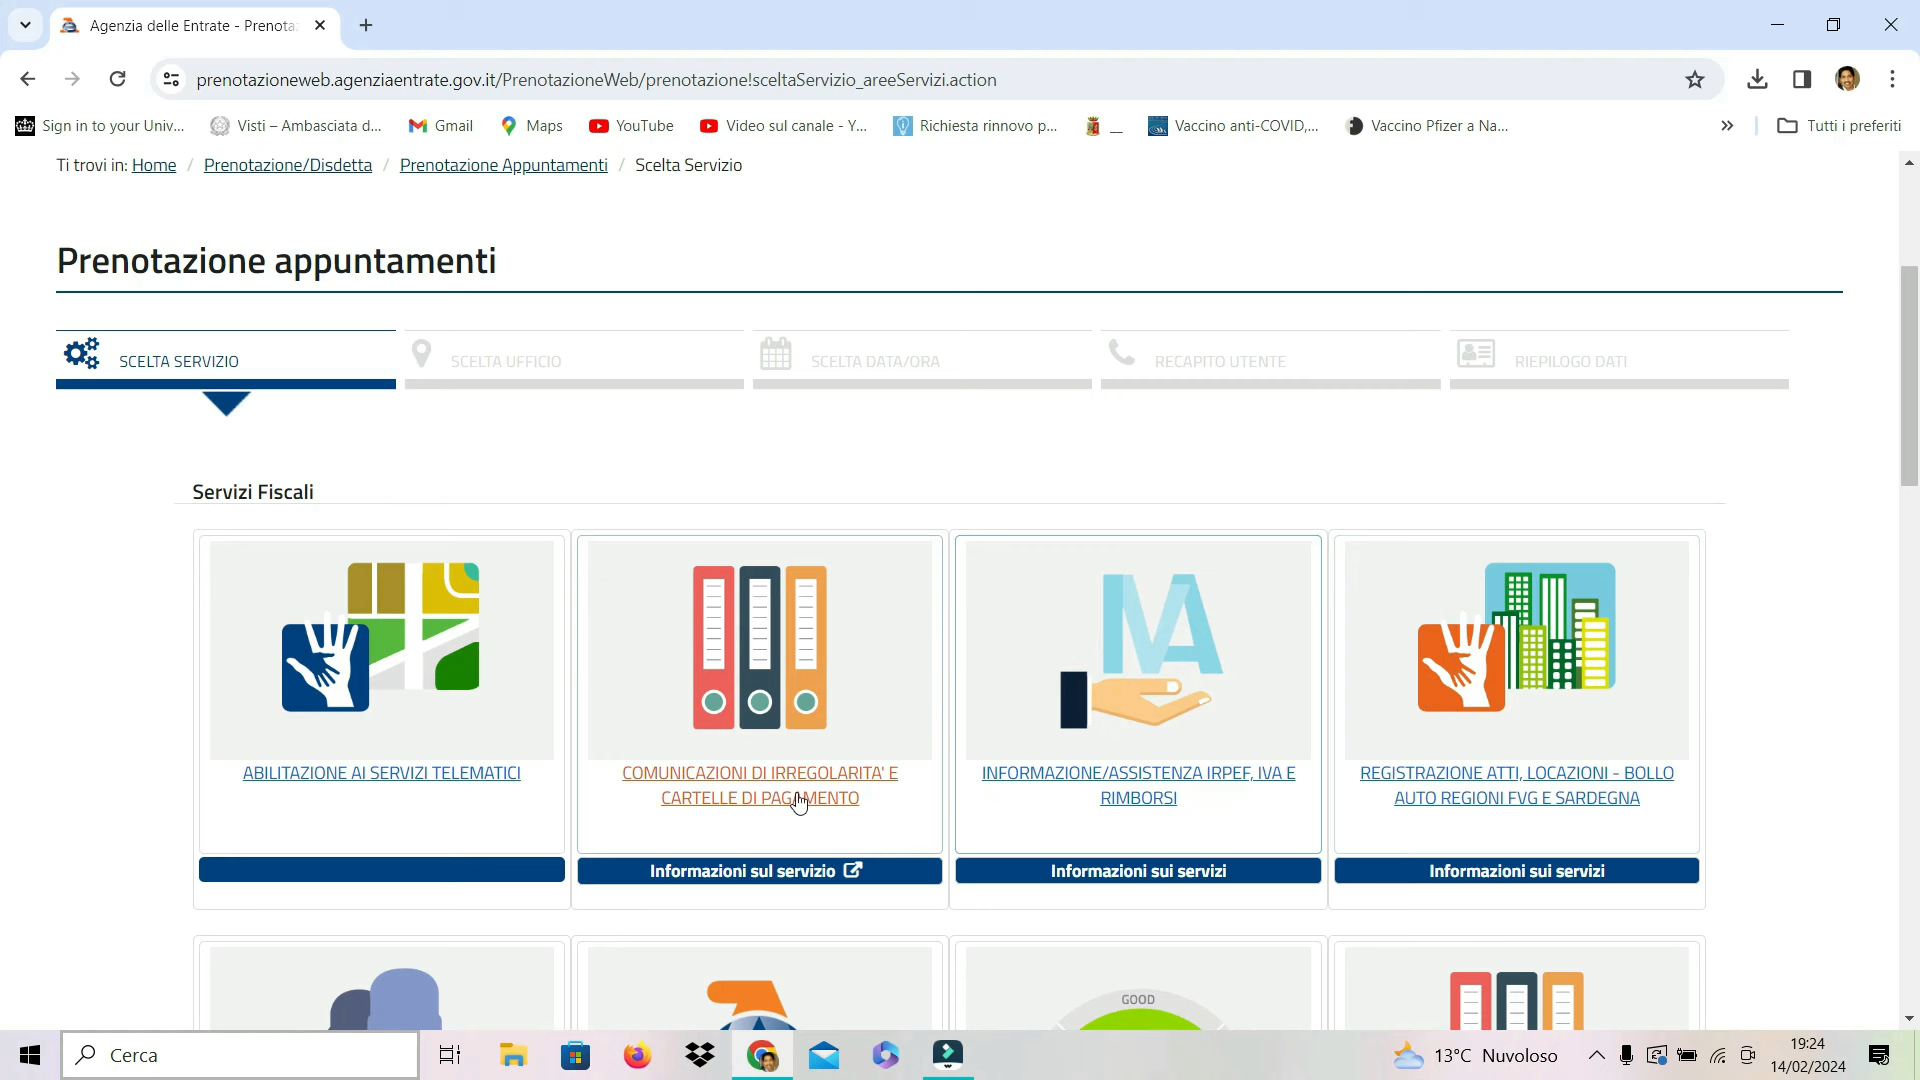 Agenzia delle Entrate - Prenota
prenotazioneweb.agenziaentrate.gov.it/PrenotazioneWeb/prenotazione!sceltaServizio_areeServizi.action
Sign in to your Univ...
Visti – Ambasciata d...
Gmail
Maps
YouTube
Video sul canale - Y...
Richiesta rinnovo p...
__
Vaccino anti-COVID,...
Vaccino Pfizer a Na...
»
Tutti i preferiti
Ti trovi in: Home / Prenotazione/Disdetta / Prenotazione Appuntamenti / Scelta Servizio
Prenotazione appuntamenti
SCELTA SERVIZIO
SCELTA UFFICIO
SCELTA DATA/ORA
RECAPITO UTENTE
RIEPILOGO DATI
Servizi Fiscali
IVA
ABILITAZIONE AI SERVIZI TELEMATICI
COMUNICAZIONI DI IRREGOLARITA' E
CARTELLE DI PAGAMENTO
INFORMAZIONE/ASSISTENZA IRPEF, IVA E
RIMBORSI
REGISTRAZIONE ATTI, LOCAZIONI - BOLLO
AUTO REGIONI FVG E SARDEGNA
Informazioni sul servizio
Informazioni sui servizi
Informazioni sui servizi
GOOD
Cerca
13°C Nuvoloso
19:24
14/02/2024